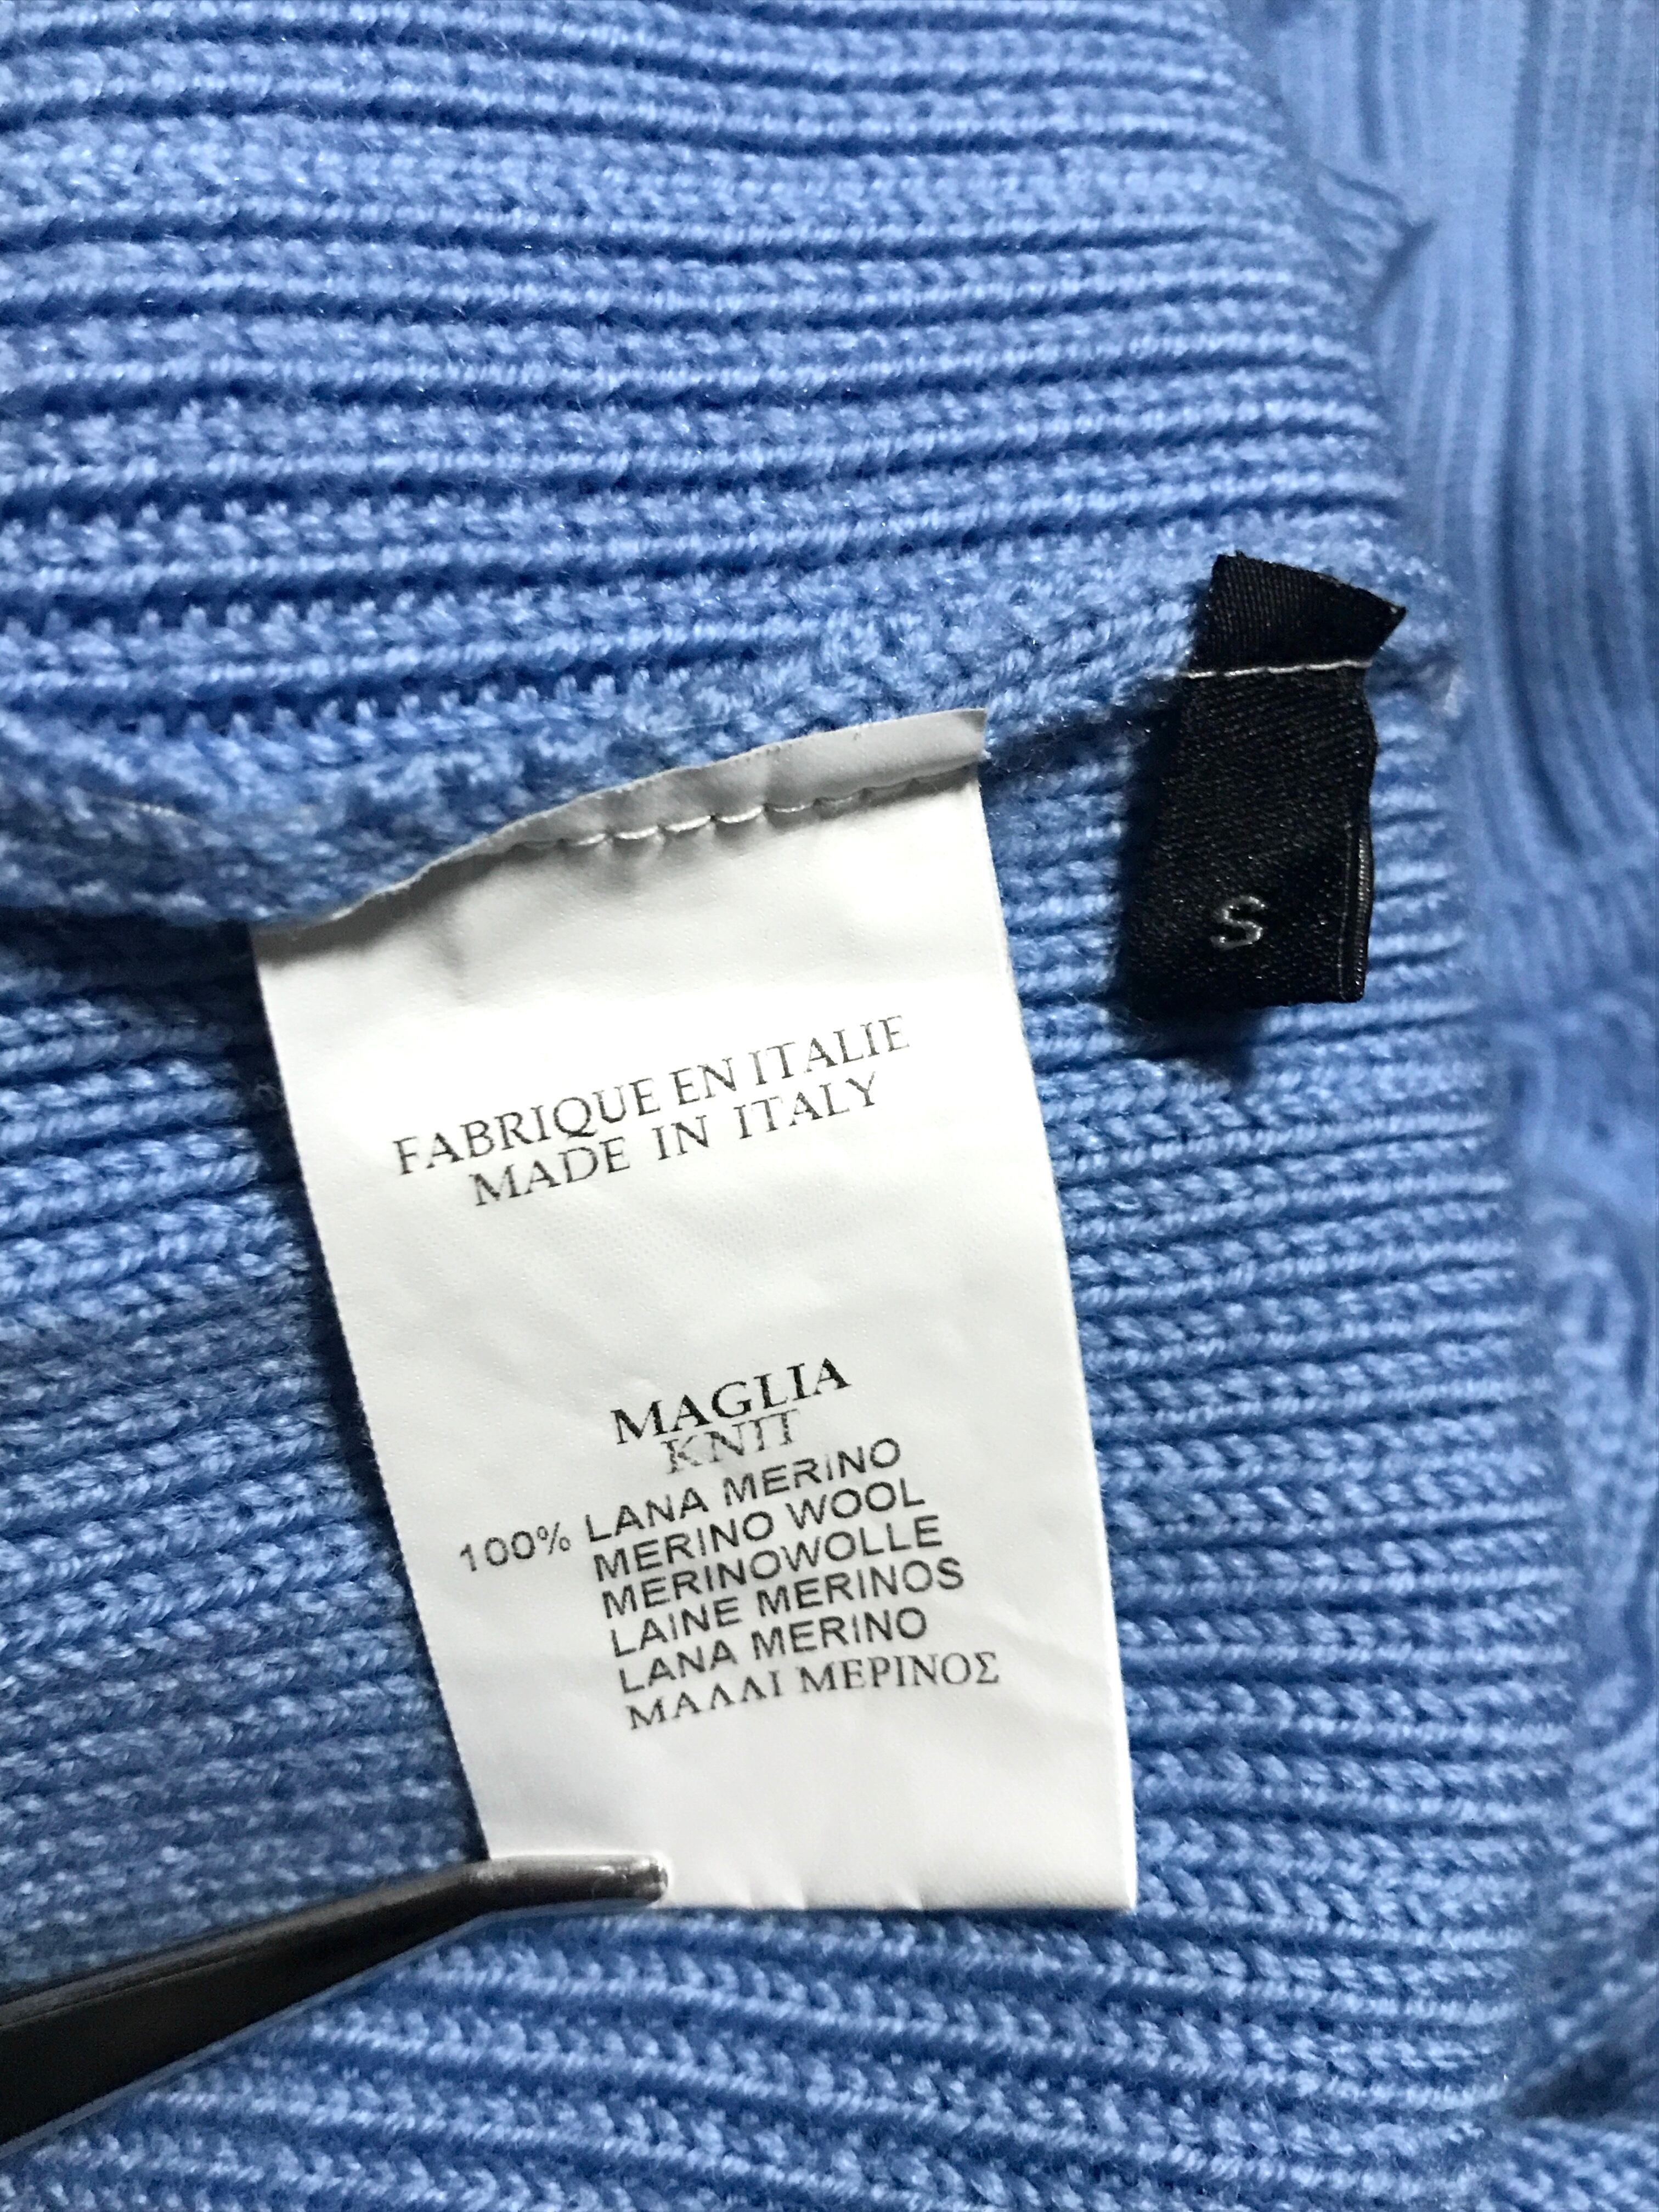 S
FABRIQUE EN ITALIE
MADE IN ITALY
MAGLIA
KNIT
100% LANA MERINO
MERINO WOOL
MERINOWOLLE
LAINE MERINOS
LANA MERINO
ΜΑΛΛΙ ΜΕΡΙΝΟΣ